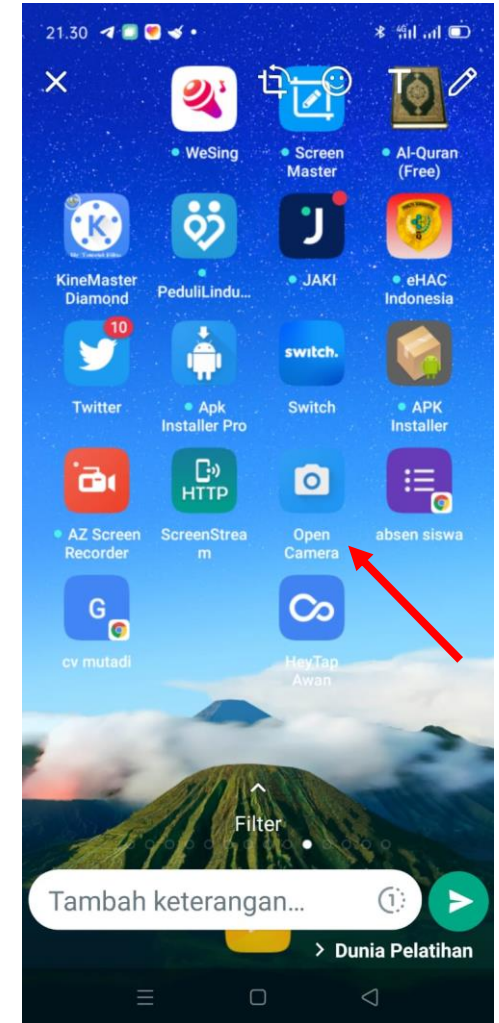 21.30
4G
T
WeSing
Screen
Master
Al-Quran
(Free)
K
KineMaster
Diamond
PeduliLindu...
J
JAKI
eHAC
Indonesia
10
Twitter
Apk
Installer Pro
switch.
Switch
APK
Installer
AZ Screen
Recorder
HTTP
ScreenStrea
m
Open
Camera
absen siswa
G
cv mutadi
HeyTap
Awan
Filter
Tambah keterangan...
1
> Dunia Pelatihan